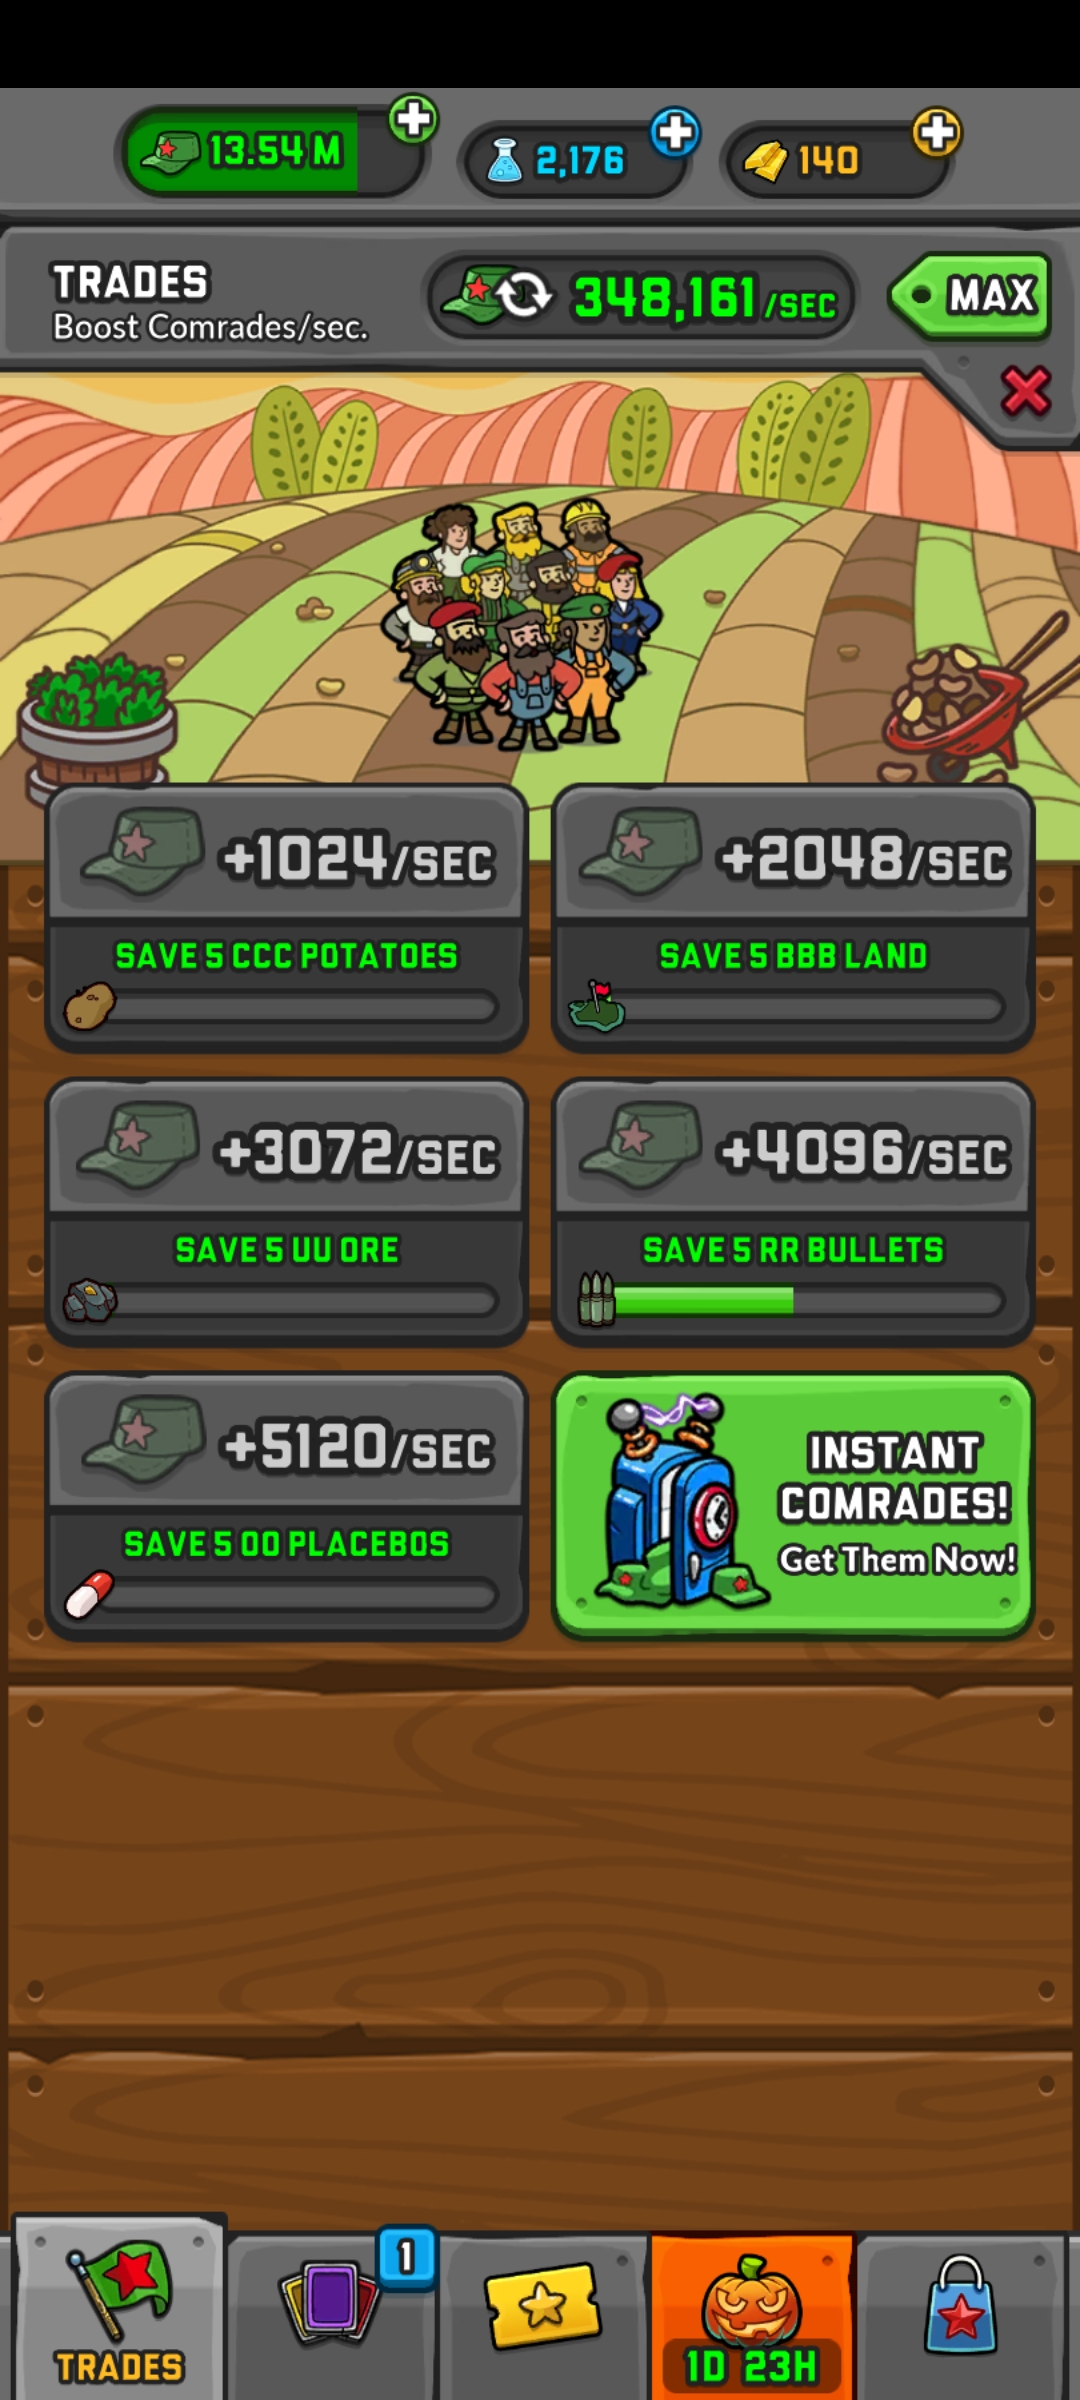 13.54 M
2,176
140
TRADES
Boost Comrades/sec.
348,161/SEC
MAX
+1024/SEC
+2048/SEC
SAVE 5 CCC POTATOES
SAVE 5 BBB LAND
+3072/SEC
+4096/SEC
SAVE 5 UU ORE
SAVE 5 RR BULLETS
+5120/SEC
SAVE 5 OO PLACEBOS
INSTANT
COMRADES!
Get Them Now!
1
TRADES
1D 23H